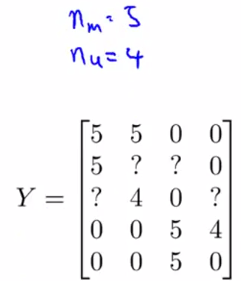 n_m = 5
n_u = 4
5 5 0 0
5 ? ? 0
Y = ? 4 0 ?
0 0 5 4
0 0 5 0